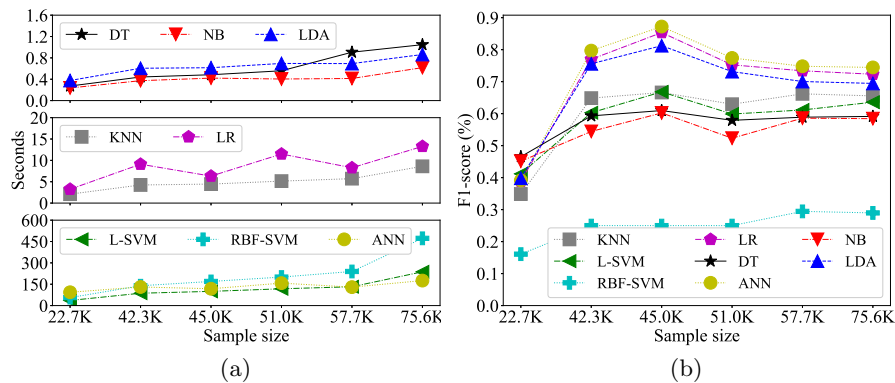 1.6
1.2
0.8
0.4
0.0
DT NB LDA
20
15
10
5
0
KNN LR
Seconds
600
450
300
150
0
L-SVM RBF-SVM ANN
22.7K 42.3K 45.0K 51.0K 57.7K 75.6K
Sample size
(a)
0.9
0.8
0.7
0.6
0.5
0.4
0.3
0.2
0.1
0.0
F1-score (%)
KNN LR NB
L-SVM DT LDA
RBF-SVM ANN
22.7K 42.3K 45.0K 51.0K 57.7K 75.6K
Sample size
(b)